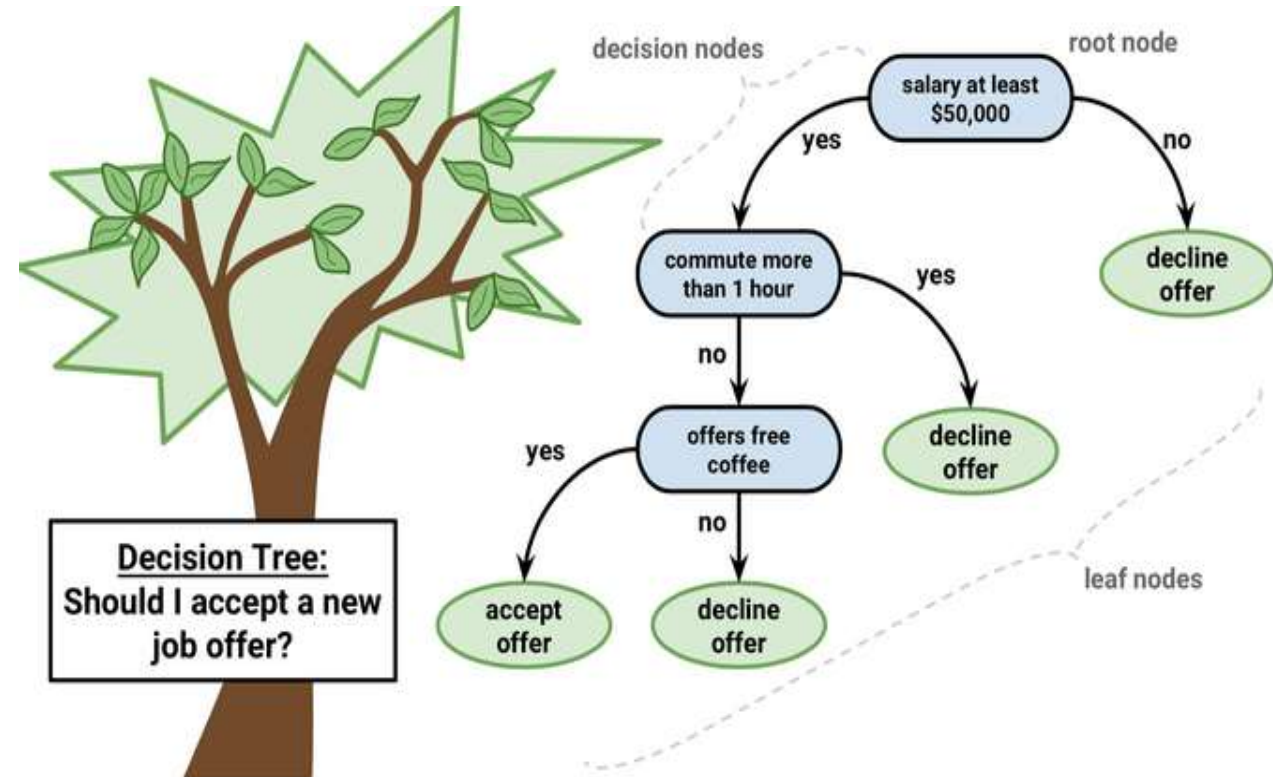 decision nodes
root node
salary at least
$50,000
yes
no
commute more
than 1 hour
yes
decline
offer
no
offers free
coffee
decline
offer
yes
no
accept
offer
decline
offer
leaf nodes
Decision Tree:
Should I accept a new
job offer?